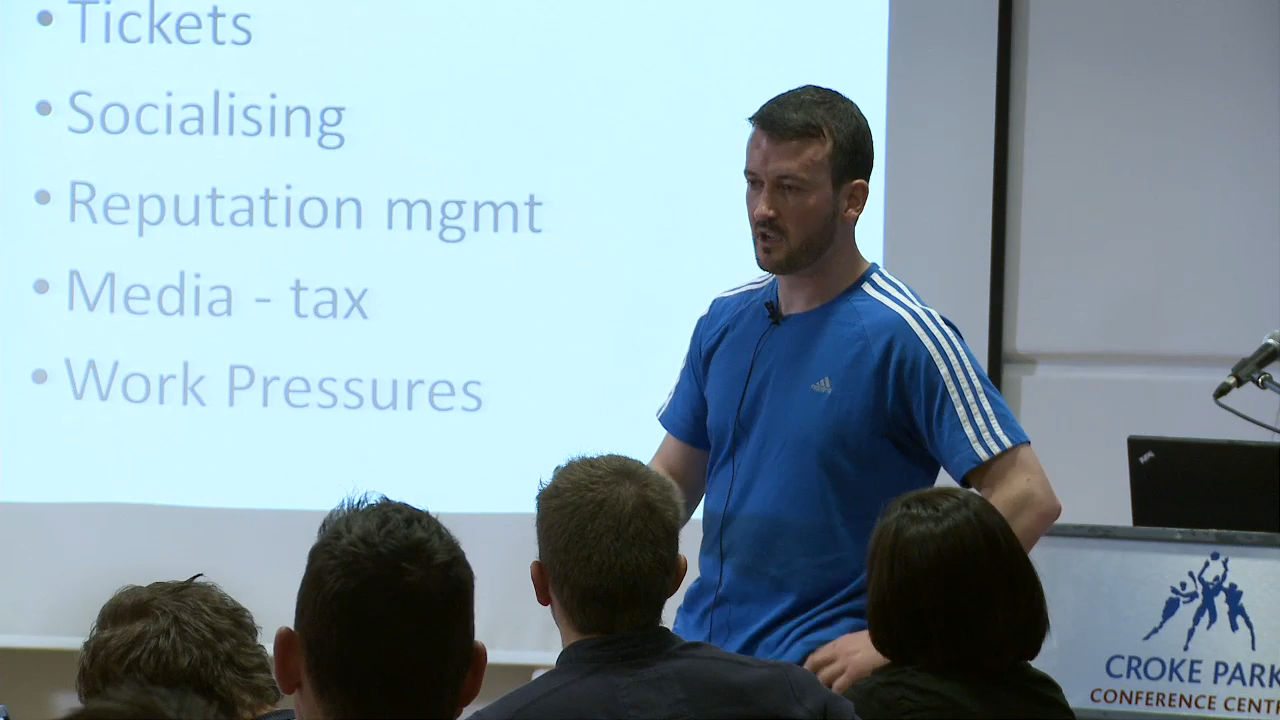 • Tickets
• Socialising
• Reputation mgmt
• Media - tax
• Work Pressures
CROKE PARK
CONFERENCE CENT